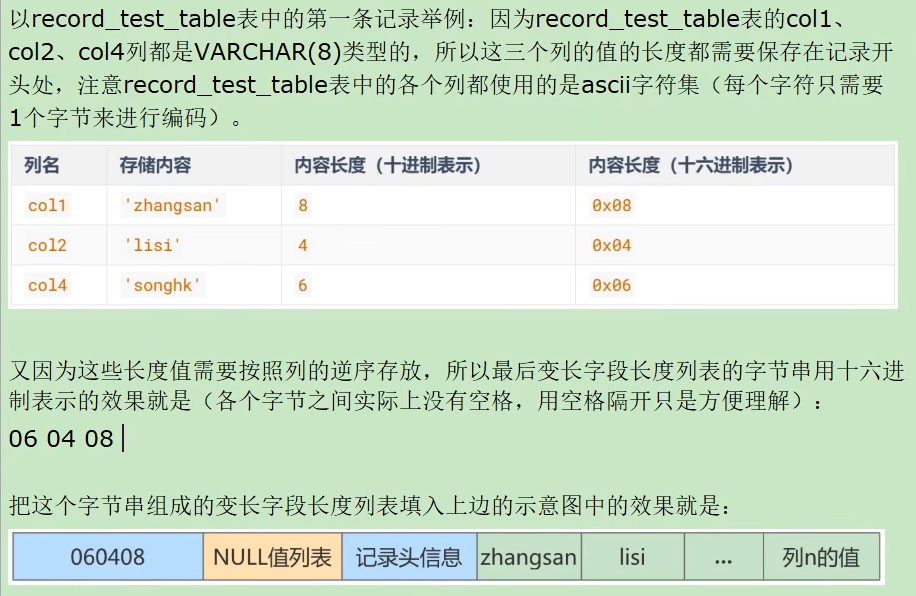 以record_test_table表中的第一条记录举例：因为record_test_table表的col1、
col2、col4列都是VARCHAR(8)类型的，所以这三个列的值的长度都需要保存在记录开
头处，注意record_test_table表中的各个列都使用的是ascii字符集（每个字符只需要
1个字节来进行编码）。
列名 存储内容 内容长度（十进制表示） 内容长度（十六进制表示）
col1 'zhangsan' 8 0x08
col2 'lisi' 4 0x04
col4 'songhk' 6 0x06
又因为这些长度值需要按照列的逆序存放，所以最后变长字段长度列表的字节串用十六进
制表示的效果就是（各个字节之间实际上没有空格，用空格隔开只是方便理解）：
06 04 08
把这个字节串组成的变长字段长度列表填入上边的示意图中的效果就是：
060408 NULL值列表 记录头信息 zhangsan lisi ... 列n的值